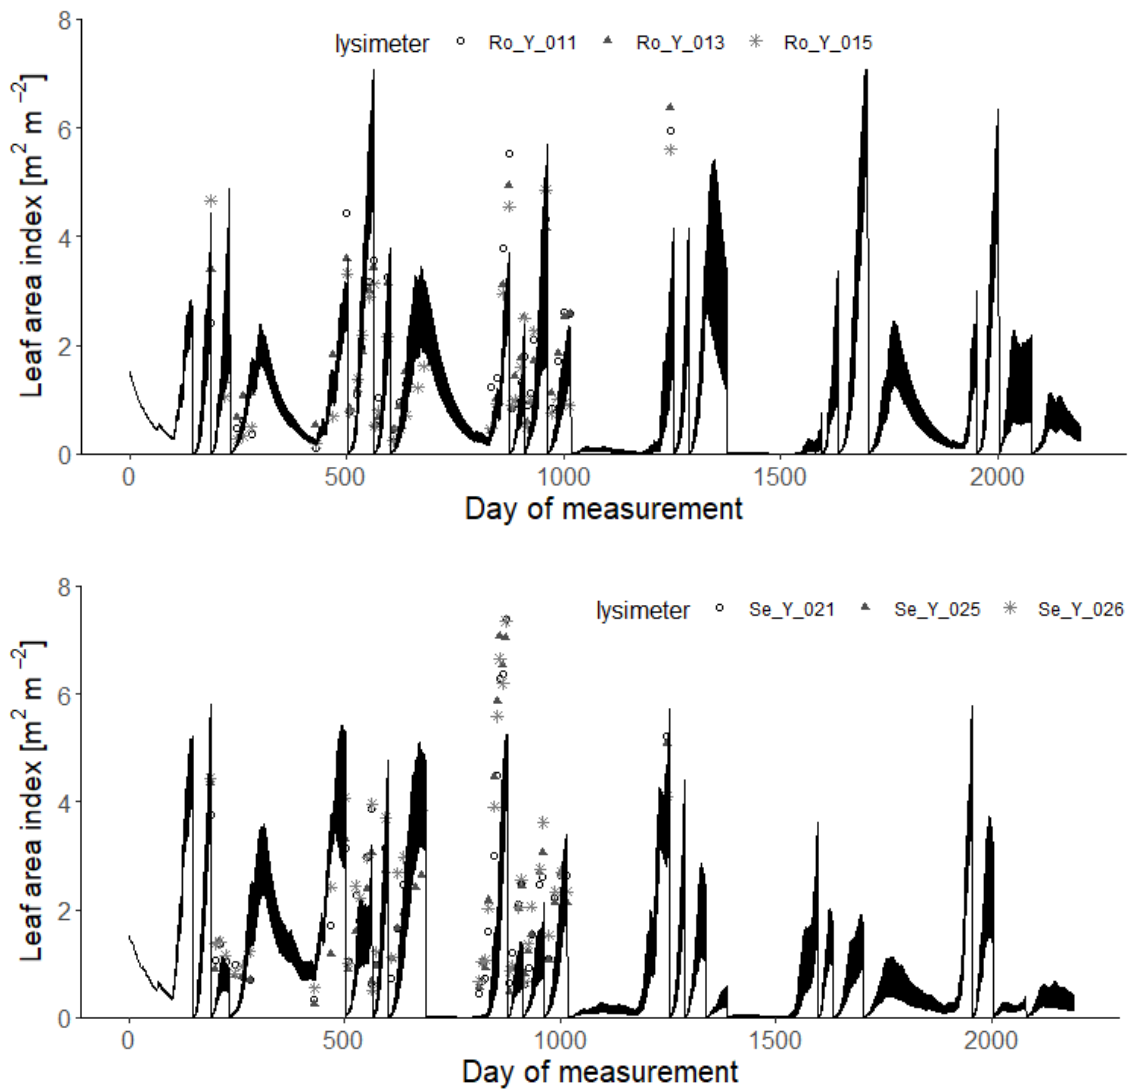 8
lysimeter Ro_Y_011 Ro_Y_013 Ro_Y_015
6
4
2
0
Leaf area index [m² m⁻²]
0 500 1000 1500 2000
Day of measurement
8
lysimeter Se_Y_021 Se_Y_025 Se_Y_026
6
4
2
0
Leaf area index [m² m⁻²]
0 500 1000 1500 2000
Day of measurement